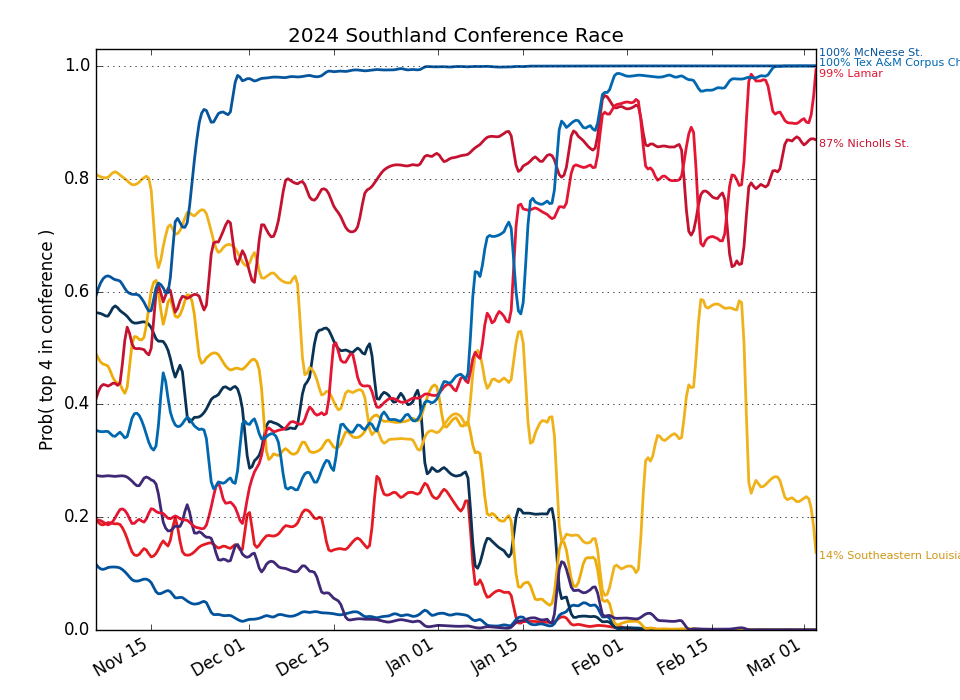 2024 Southland Conference Race
Prob( top 4 in conference )
1.0
0.8
0.6
0.4
0.2
0.0
Nov 15
Dec 01
Dec 15
Jan 01
Jan 15
Feb 01
Feb 15
Mar 01
100% McNeese St.
100% Tex A&M Corpus Ch
99% Lamar
87% Nicholls St.
14% Southeastern Louisia